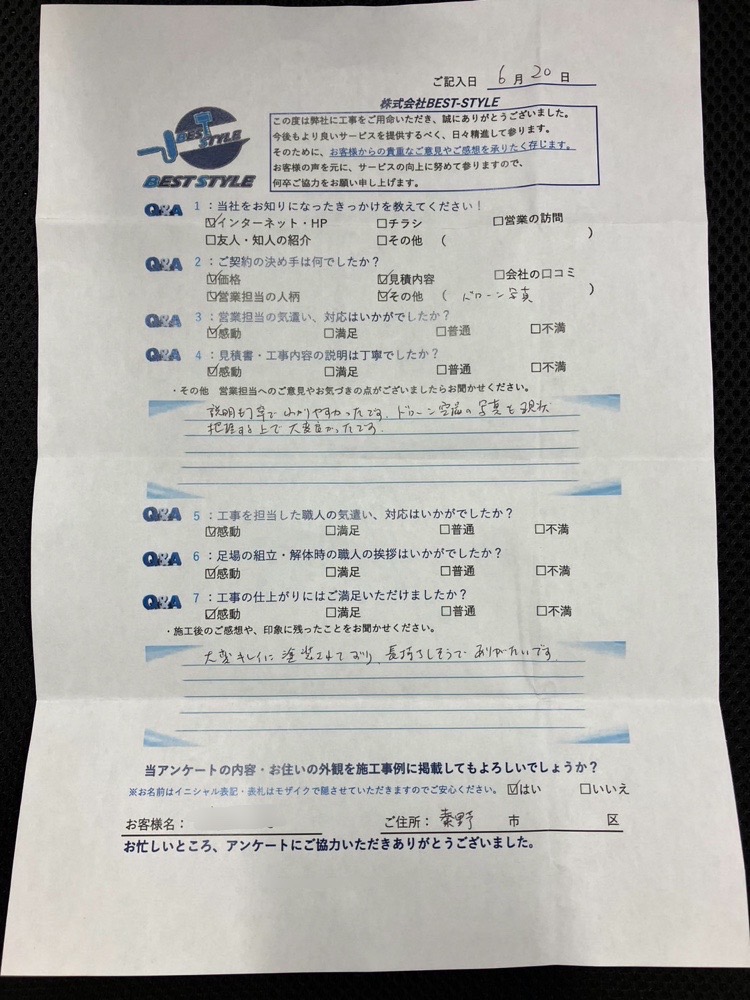 ご記入日 6月20日
株式会社BEST-STYLE
BEST STYLE
BEST STYLE
この度は弊社に工事をご用命いただき、誠にありがとうございました。
今後もより良いサービスを提供するべく、日々精進して参ります。
そのために、お客様からの貴重なご意見やご感想を承りたく存じます。
お客様の声を元に、サービスの向上に努めて参りますので、
何卒ご協力をお願い申し上げます。
Q&A 1：当社をお知りになったきっかけを教えてください！
☑インターネット・HP □チラシ □営業の訪問
□友人・知人の紹介 □その他 ( )
Q&A 2：ご契約の決め手は何でしたか？
☑価格 ☑見積内容 □会社の口コミ
☑営業担当の人柄 ☑その他 ( ドローン写真 )
Q&A 3：営業担当の気遣い、対応はいかがでしたか？
☑感動 □満足 □普通 □不満
Q&A 4：見積書・工事内容の説明は丁寧でしたか？
☑感動 □満足 □普通 □不満
・その他 営業担当へのご意見やお気づきの点がございましたらお聞かせください。
説明も丁寧でわかりやすかったです。ドローン空撮の写真も現状
把握する上で大変良かったです。
Q&A 5：工事を担当した職人の気遣い、対応はいかがでしたか？
☑感動 □満足 □普通 □不満
Q&A 6：足場の組立・解体時の職人の挨拶はいかがでしたか？
☑感動 □満足 □普通 □不満
Q&A 7：工事の仕上がりにはご満足いただけましたか？
☑感動 □満足 □普通 □不満
・施工後のご感想や、印象に残ったことをお聞かせください。
大変キレイに塗装されており、長持ちしそうでありがたいです。
当アンケートの内容・お住いの外観を施工事例に掲載してもよろしいでしょうか？
※お名前はイニシャル表記・表札はモザイクで隠させていただきますのでご安心ください。 ☑はい □いいえ
お客様名： ご住所：秦野 市 区
お忙しいところ、アンケートにご協力いただきありがとうございました。